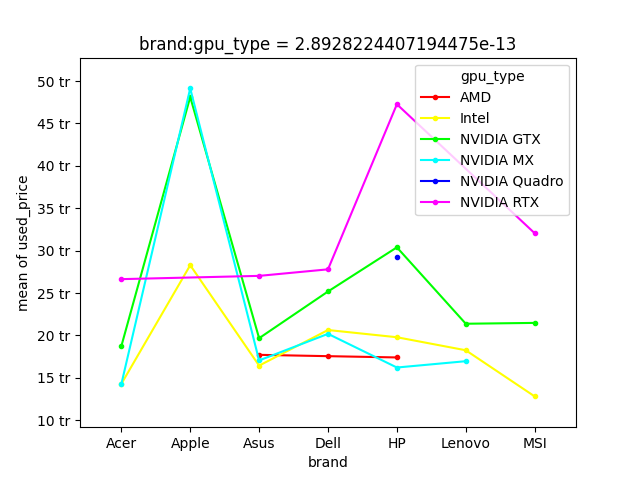 brand:gpu_type = 2.8928224407194475e-13
mean of used_price
50 tr
45 tr
40 tr
35 tr
30 tr
25 tr
20 tr
15 tr
10 tr
gpu_type
AMD
Intel
NVIDIA GTX
NVIDIA MX
NVIDIA Quadro
NVIDIA RTX
Acer Apple Asus Dell HP Lenovo MSI
brand